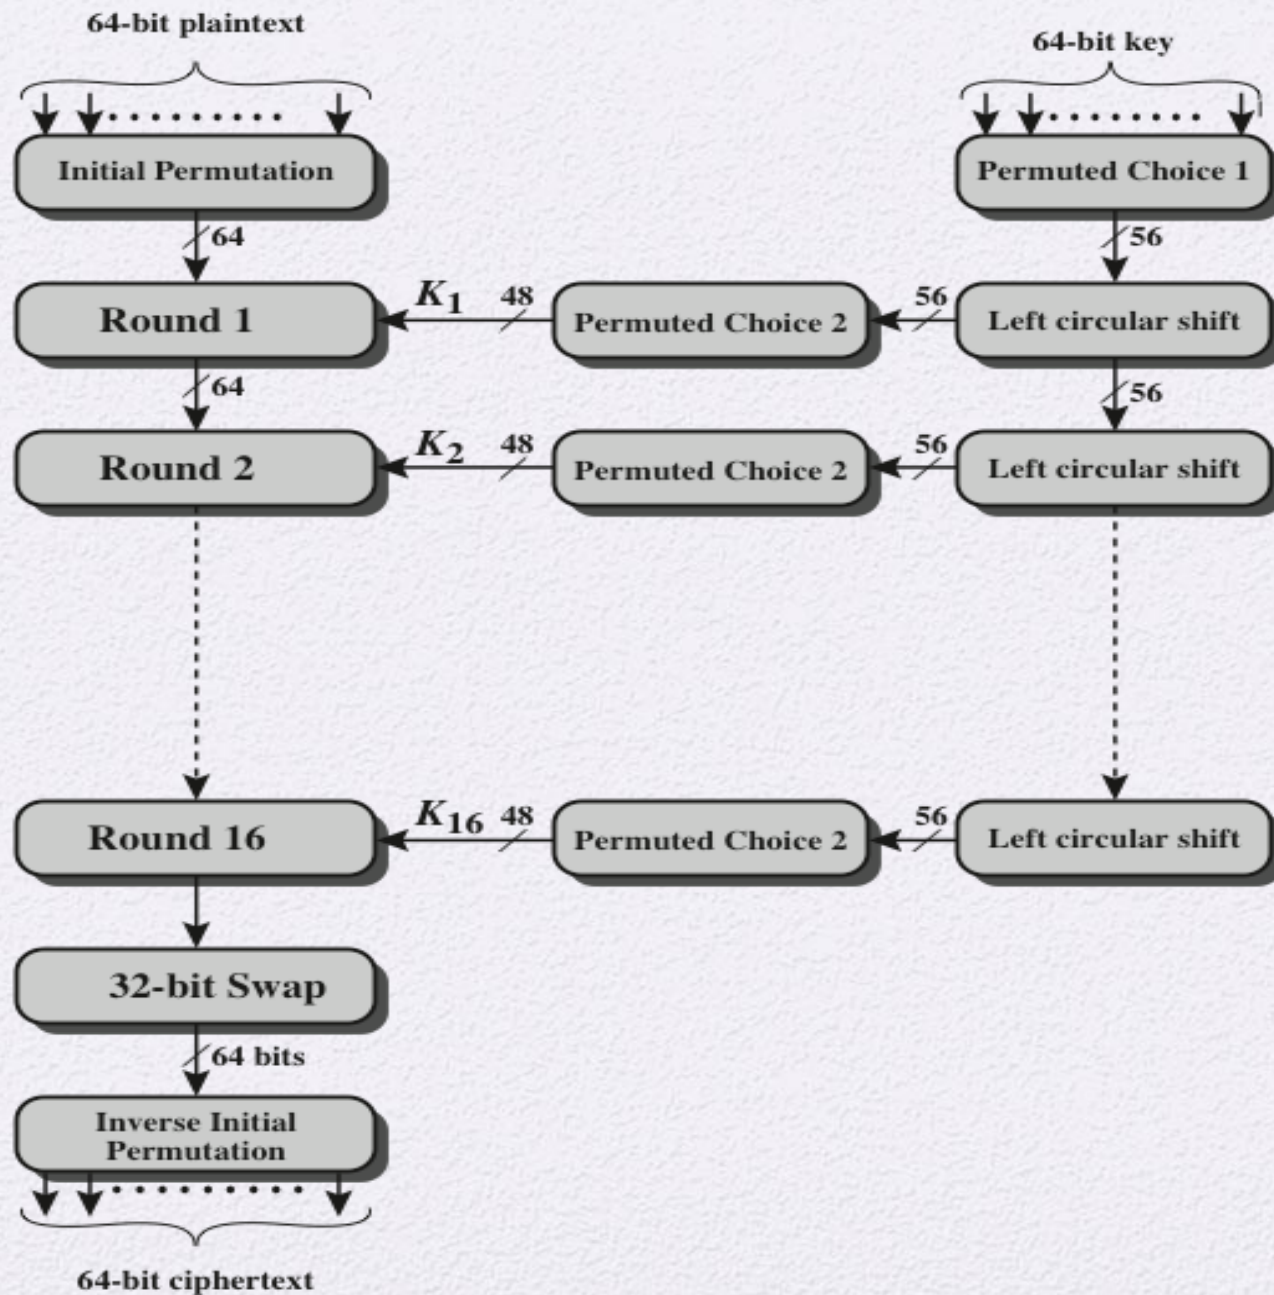 64-bit plaintext
64-bit key
Initial Permutation
Permuted Choice 1
64
56
Round 1
K1
48
Permuted Choice 2
56
Left circular shift
64
56
Round 2
K2
48
Permuted Choice 2
56
Left circular shift
Round 16
K16
48
Permuted Choice 2
56
Left circular shift
32-bit Swap
64 bits
Inverse Initial
Permutation
64-bit ciphertext